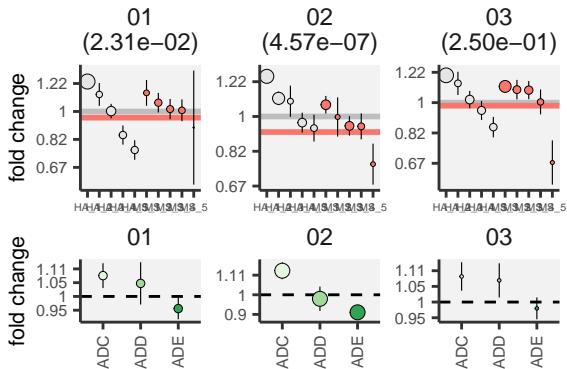 01 02 03
(2.31e−02) (4.57e−07) (2.50e−01)
fold change
1.22 1.22 1.22
1 1 1
0.82 0.82 0.82
0.67 0.67 0.67
01 02 03
fold change
1.11 1.11 1.11
1.05 1.05
1 1 1
0.95 0.9 0.95
ADC ADD ADE ADC ADD ADE ADC ADD ADE